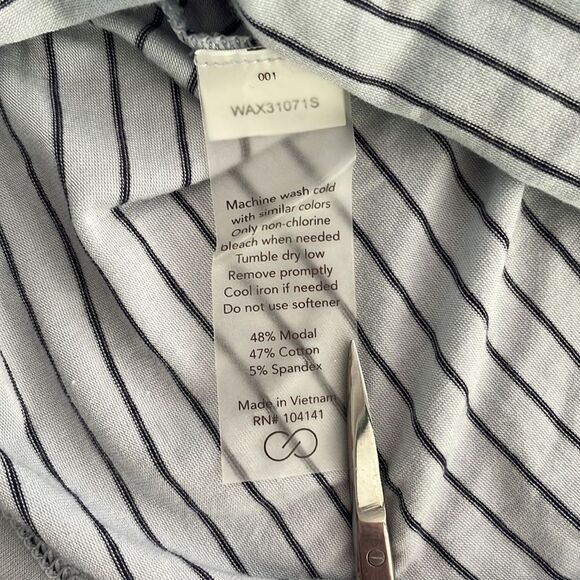 001
WAX31071S
Machine wash cold
with similar colors
Only non-chlorine
bleach when needed
Tumble dry low
Remove promptly
Cool iron if needed
Do not use softener
48% Modal
47% Cotton
5% Spandex
Made in Vietnam
RN# 104141